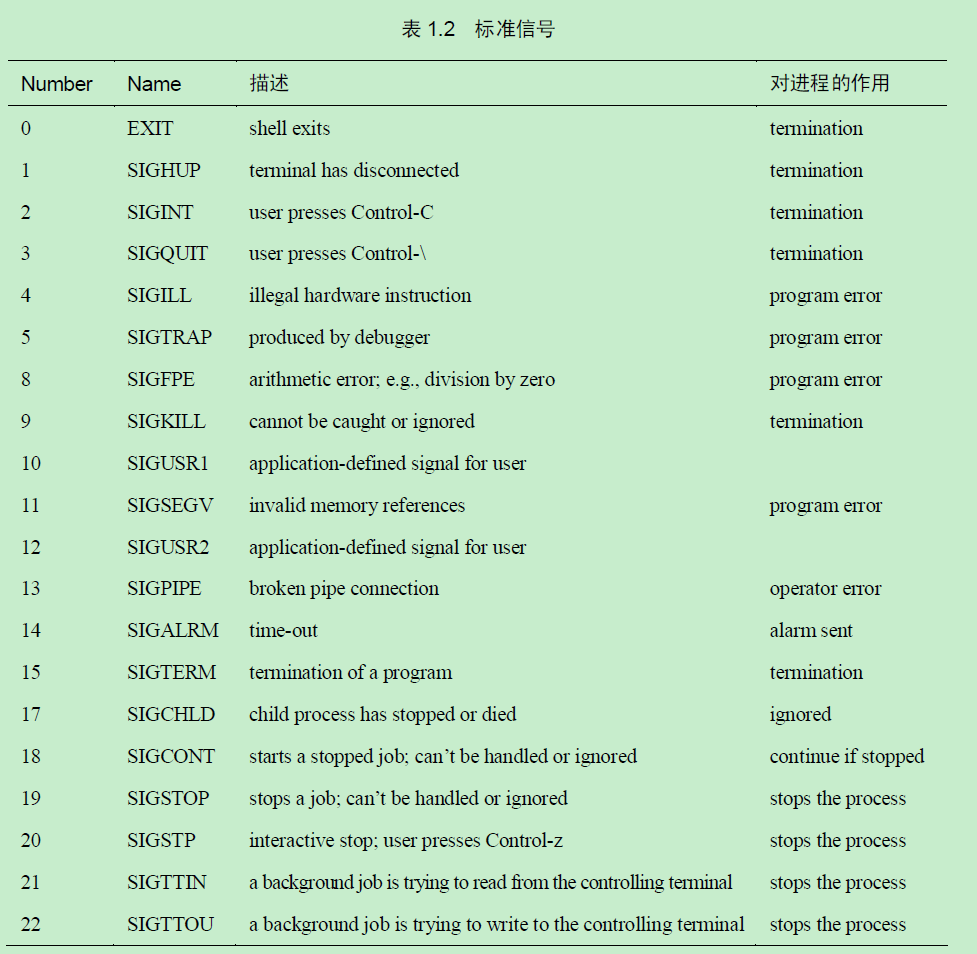 表 1.2 标准信号
Number Name 描述 对进程的作用
0 EXIT shell exits termination
1 SIGHUP terminal has disconnected termination
2 SIGINT user presses Control-C termination
3 SIGQUIT user presses Control-\ termination
4 SIGILL illegal hardware instruction program error
5 SIGTRAP produced by debugger program error
8 SIGFPE arithmetic error; e.g., division by zero program error
9 SIGKILL cannot be caught or ignored termination
10 SIGUSR1 application-defined signal for user
11 SIGSEGV invalid memory references program error
12 SIGUSR2 application-defined signal for user
13 SIGPIPE broken pipe connection operator error
14 SIGALRM time-out alarm sent
15 SIGTERM termination of a program termination
17 SIGCHLD child process has stopped or died ignored
18 SIGCONT starts a stopped job; can’t be handled or ignored continue if stopped
19 SIGSTOP stops a job; can’t be handled or ignored stops the process
20 SIGSTP interactive stop; user presses Control-z stops the process
21 SIGTTIN a background job is trying to read from the controlling terminal stops the process
22 SIGTTOU a background job is trying to write to the controlling terminal stops the process